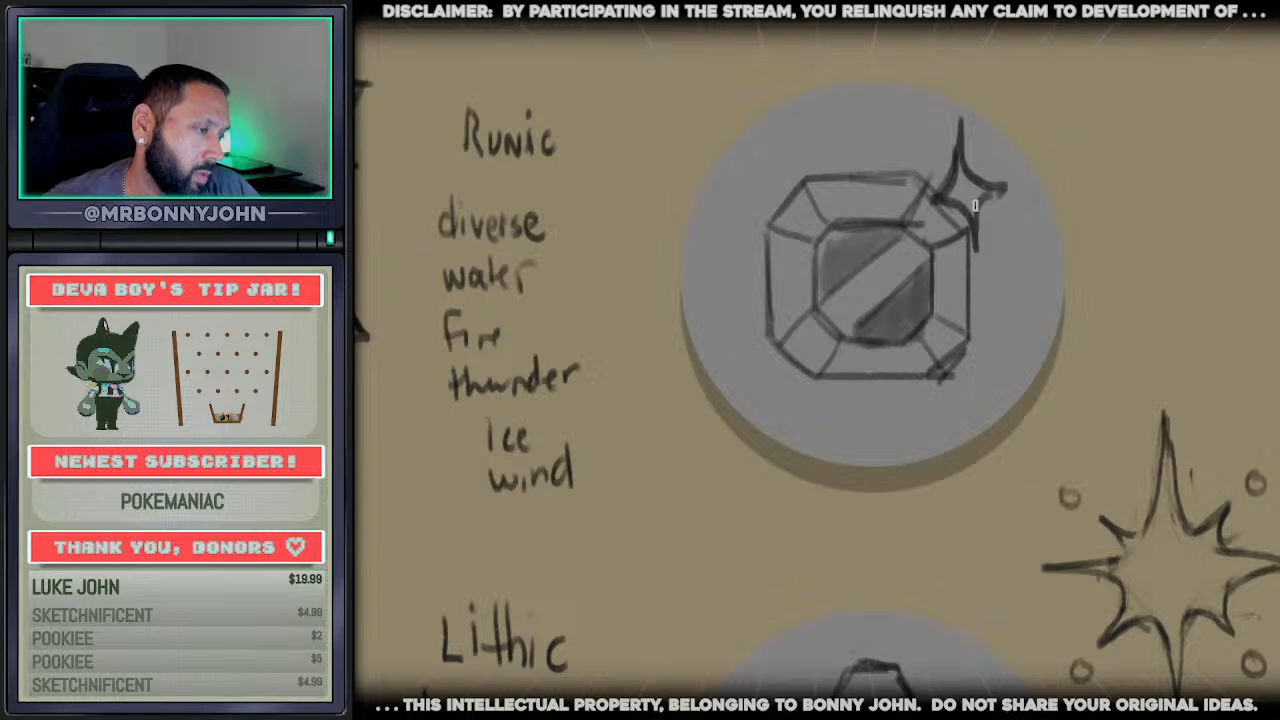 DISCLAIMER: BY PARTICIPATING IN THE STREAM, YOU RELINQUISH ANY CLAIM TO DEVELOPMENT OF . . .
@MRBONNYJOHN
DEVA BOY'S TIP JAR!
NEWEST SUBSCRIBER!
POKEMANIAC
THANK YOU, DONORS ♡
LUKE JOHN $19.99
SKETCHNIFICENT $4.99
POOKIEE $2
POOKIEE $5
SKETCHNIFICENT $4.99
Runic
diverse
water
fire
thunder
Ice
wind
Lithic
. . . THIS INTELLECTUAL PROPERTY, BELONGING TO BONNY JOHN. DO NOT SHARE YOUR ORIGINAL IDEAS.